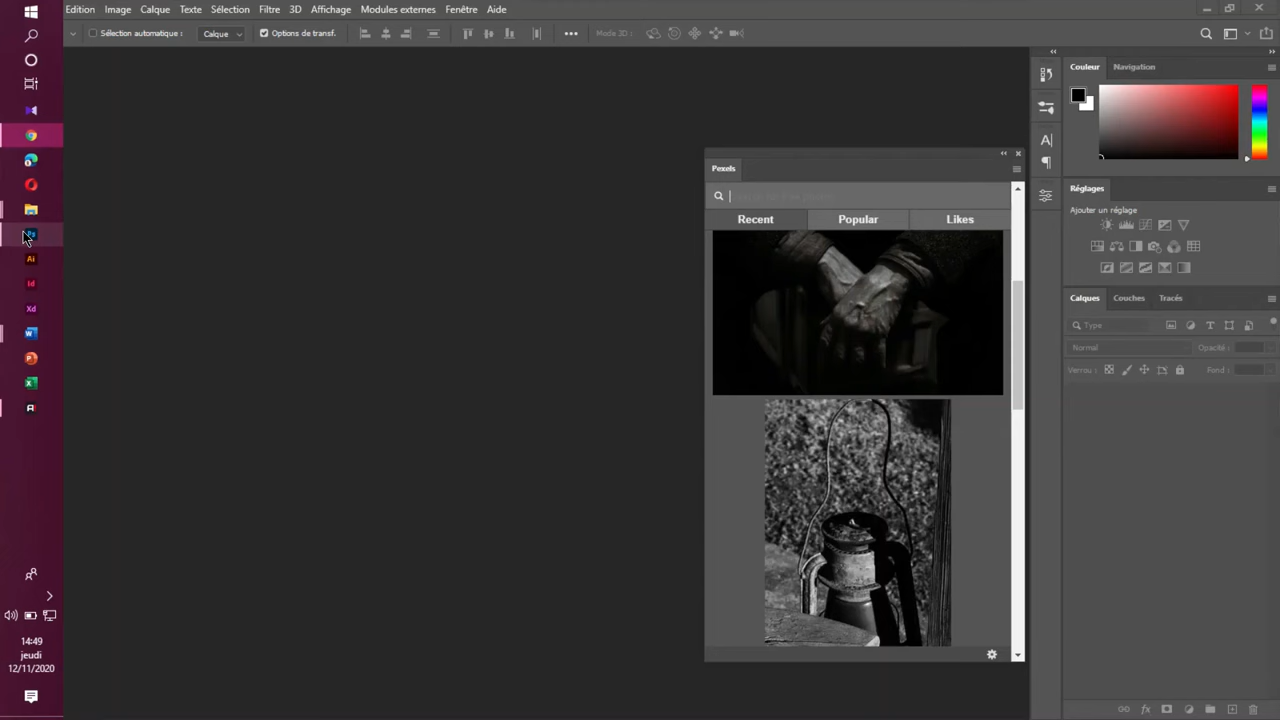 Edition Image Calque Texte Sélection Filtre 3D Affichage Modules externes Fenêtre Aide
Sélection automatique : Calque Options de transf. ••• Mode 3D :
Couleur Navigation
Pexels
Recent Popular Likes
Réglages
Ajouter un réglage
Calques Couches Tracés
Type
Normal Opacité :
Verrou : Fond :
Ps
Ai
Id
Xd
W
P
X
14:49
jeudi
12/11/2020